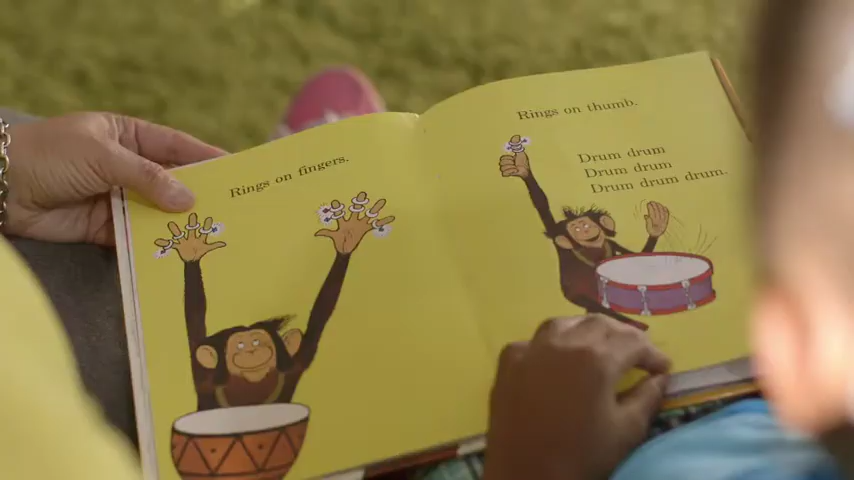 Rings on fingers.
Rings on thumb.
Drum drum
Drum drum
Drum drum drum.